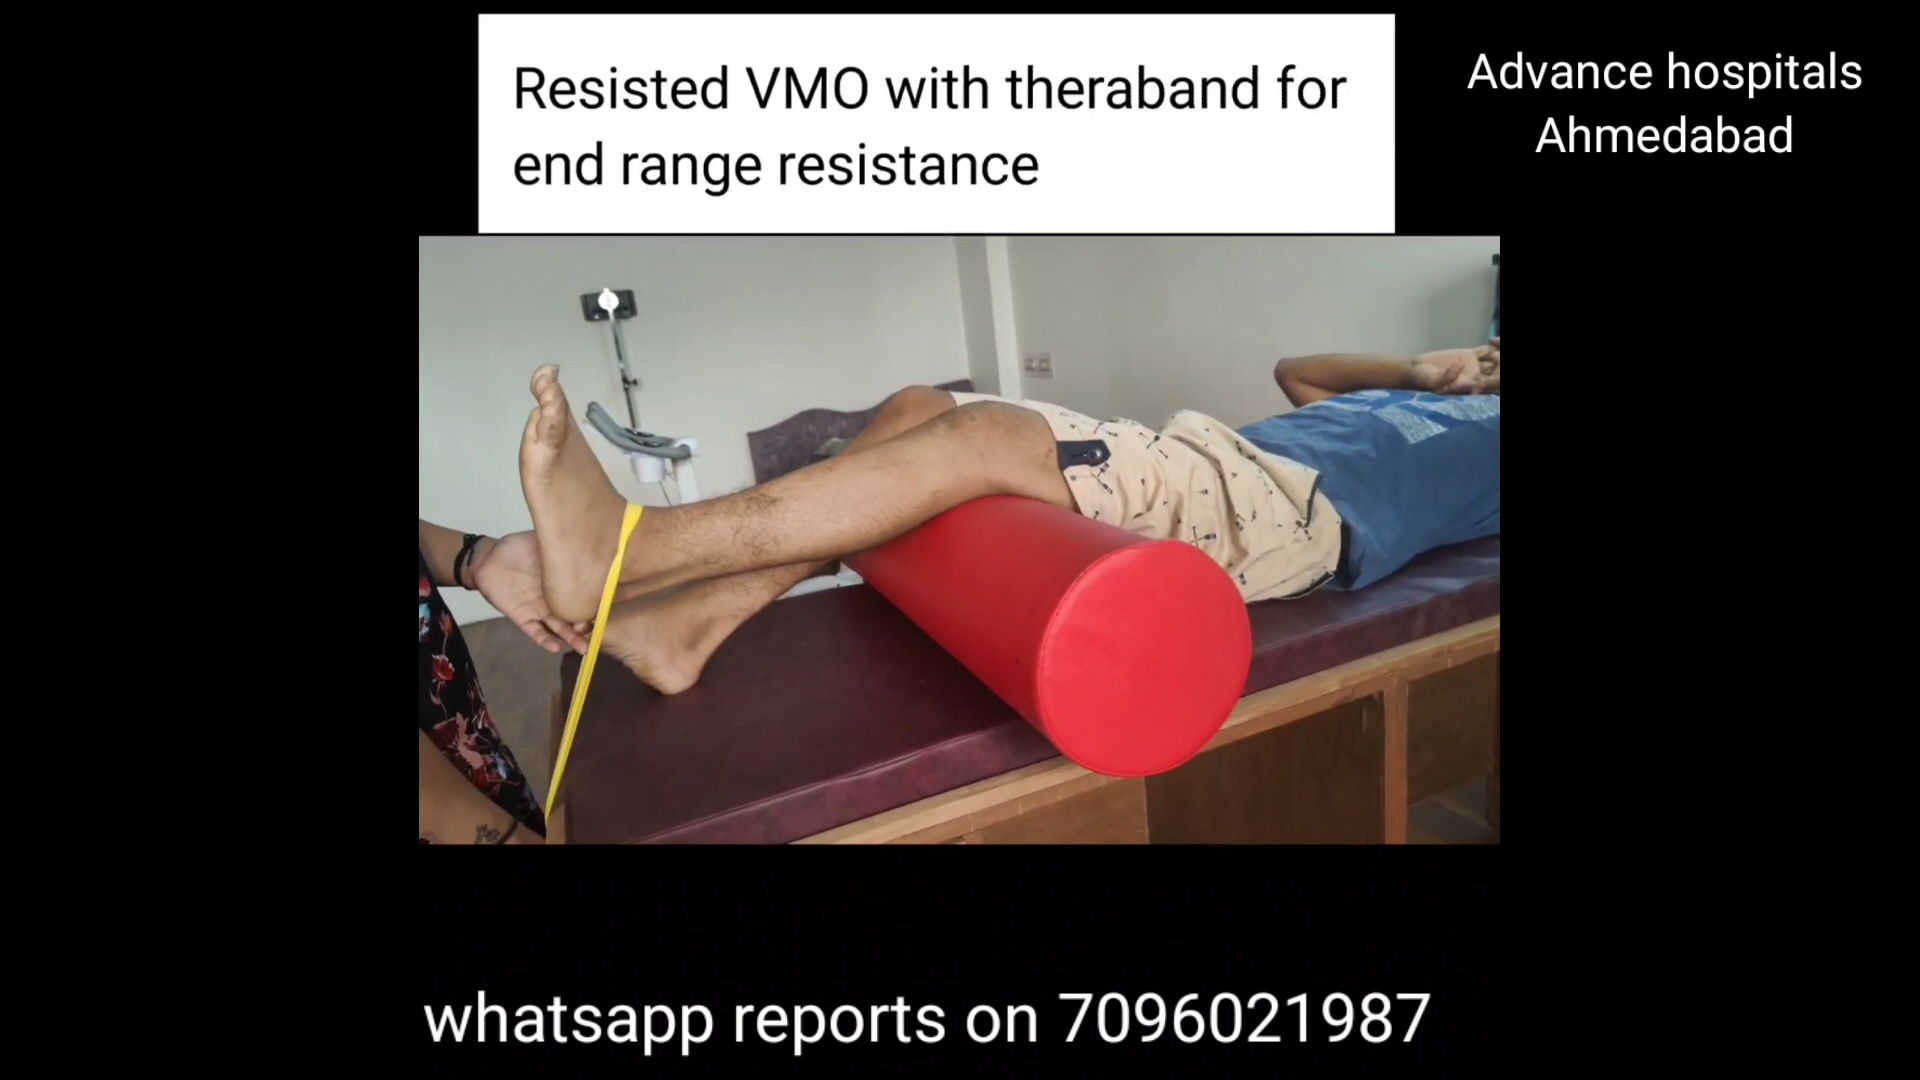 Resisted VMO with theraband for
end range resistance
Advance hospitals
Ahmedabad
whatsapp reports on 7096021987